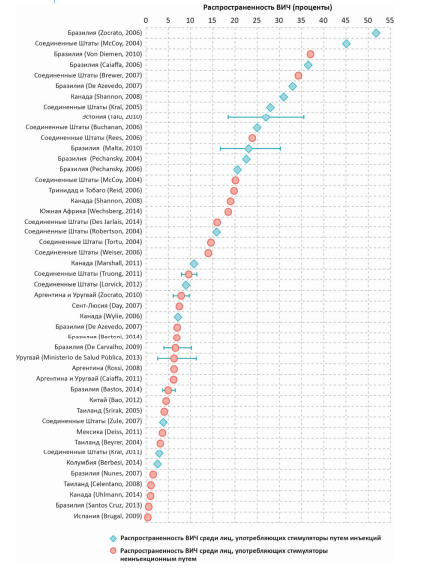 Распространенность ВИЧ (проценты)
0 5 10 15 20 25 30 35 40 45 50 55
Бразилия (Zocrato, 2006)
Соединенные Штаты (McCoy, 2004)
Бразилия (Von Diemen, 2010)
Бразилия (Caiaffa, 2006)
Соединенные Штаты (Brewer, 2007)
Бразилия (De Azevedo, 2007)
Канада (Shannon, 2008)
Соединенные Штаты (Kral, 2005)
Эстония (Talu, 2010)
Соединенные Штаты (Buchanan, 2006)
Соединенные Штаты (Rees, 2006)
Бразилия (Malta, 2010)
Бразилия (Pechansky, 2004)
Бразилия (Pechansky, 2006)
Соединенные Штаты (McCoy, 2004)
Тринидад и Тобаго (Reid, 2006)
Канада (Shannon, 2008)
Южная Африка (Wechsberg, 2014)
Соединенные Штаты (Des Jarlais, 2014)
Соединенные Штаты (Robertson, 2004)
Соединенные Штаты (Tortu, 2004)
Соединенные Штаты (Weiser, 2006)
Канада (Marshall, 2011)
Соединенные Штаты (Truong, 2011)
Соединенные Штаты (Lorvick, 2012)
Аргентина и Уругвай (Zocrato, 2010)
Сент-Люсия (Day, 2007)
Канада (Wylie, 2006)
Бразилия (De Azevedo, 2007)
Бразилия (Bertoni, 2014)
Бразилия (De Carvalho, 2009)
Уругвай (Ministerio de Salud Pública, 2013)
Аргентина (Rossi, 2008)
Аргентина и Уругвай (Caiaffa, 2011)
Бразилия (Bastos, 2014)
Китай (Bao, 2012)
Таиланд (Srirak, 2005)
Соединенные Штаты (Zule, 2007)
Мексика (Deiss, 2011)
Таиланд (Beyrer, 2004)
Соединенные Штаты (Kral, 2011)
Колумбия (Berbesi, 2014)
Бразилия (Nunes, 2007)
Таиланд (Celentano, 2008)
Канада (Uhlmann, 2014)
Бразилия (Santos Cruz, 2013)
Испания (Brugal, 2009)
Распространенность ВИЧ среди лиц, употребляющих стимуляторы путем инъекций
Распространенность ВИЧ среди лиц, употребляющих стимуляторы
неинъекционным путем